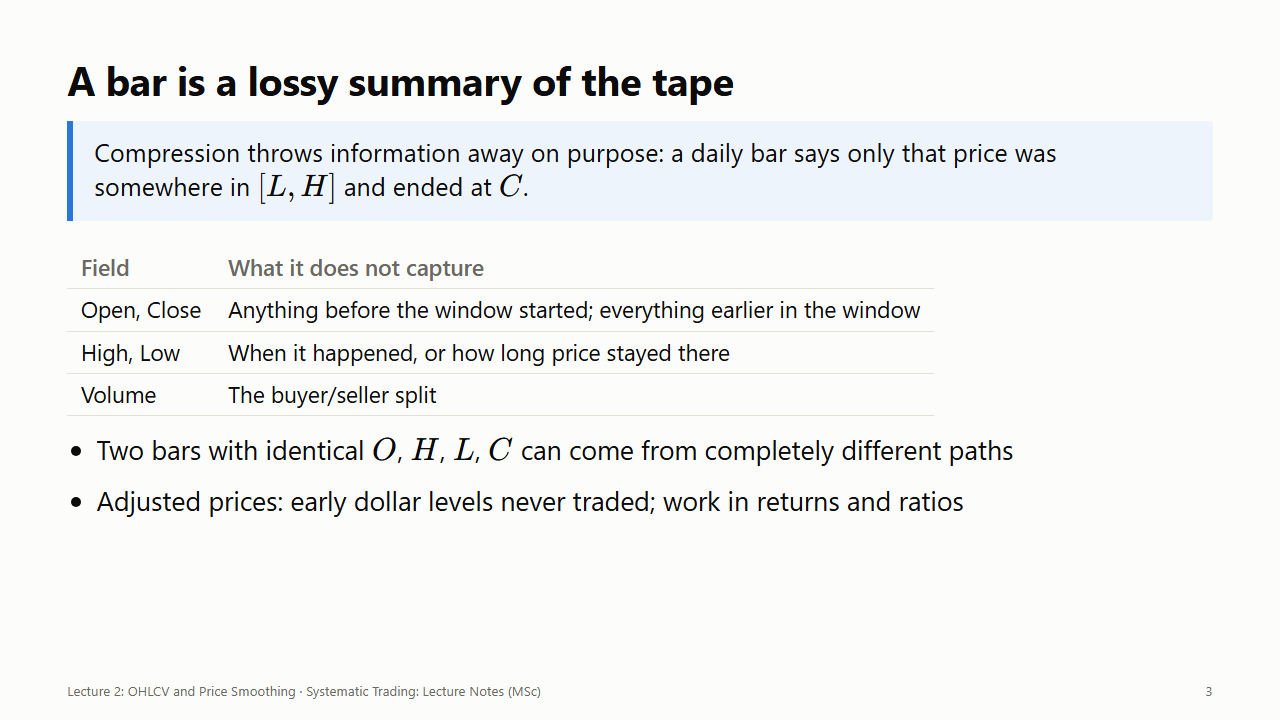 A bar is a lossy summary of the tape
Compression throws information away on purpose: a daily bar says only that price was
somewhere in [L, H] and ended at C.
Field What it does not capture
Open, Close Anything before the window started; everything earlier in the window
High, Low When it happened, or how long price stayed there
Volume The buyer/seller split
• Two bars with identical O, H, L, C can come from completely different paths
• Adjusted prices: early dollar levels never traded; work in returns and ratios
Lecture 2: OHLCV and Price Smoothing · Systematic Trading: Lecture Notes (MSc) 3